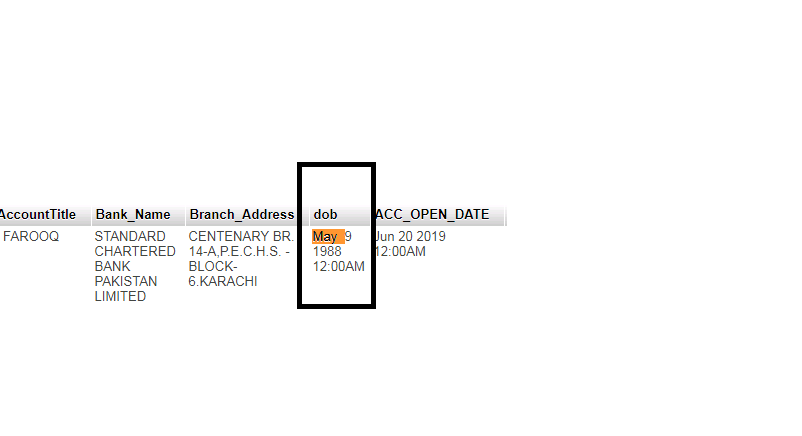 AccountTitle Bank_Name Branch_Address dob ACC_OPEN_DATE
FAROOQ STANDARD CENTENARY BR. May 9 Jun 20 2019
CHARTERED 14-A,P.E.C.H.S. - 1988 12:00AM
BANK BLOCK- 12:00AM
PAKISTAN 6.KARACHI
LIMITED